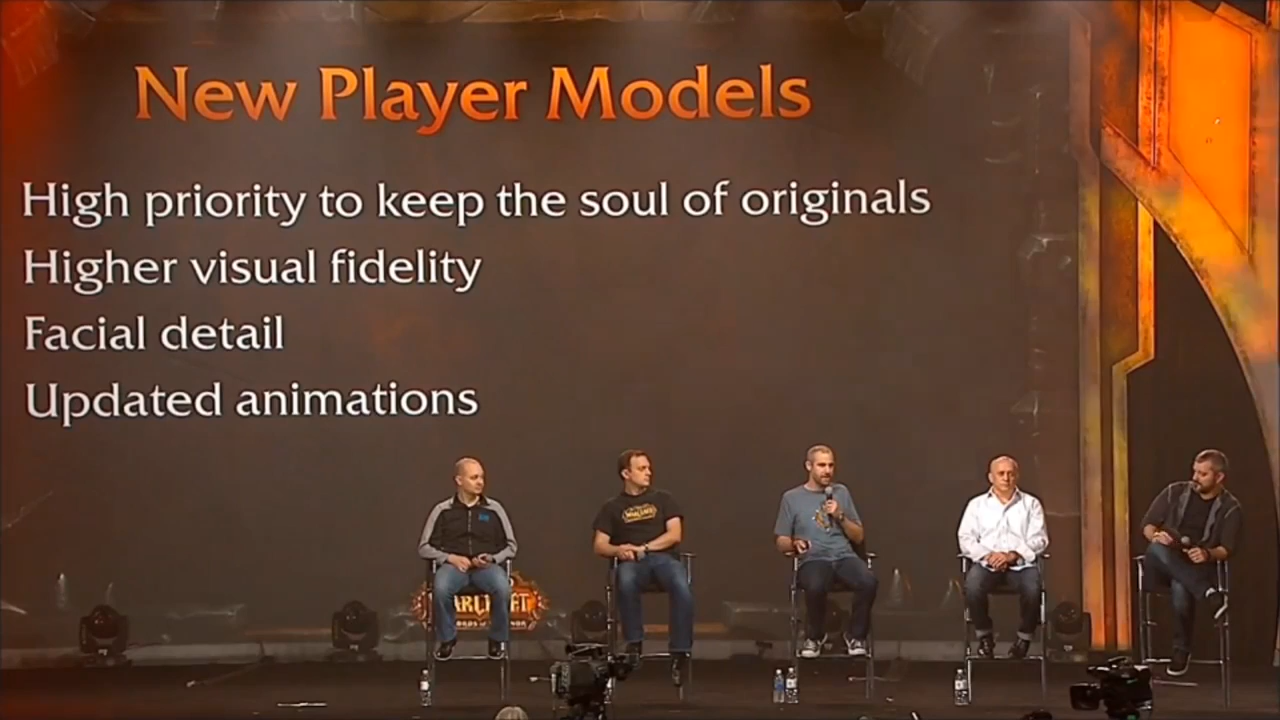 New Player Models
High priority to keep the soul of originals
Higher visual fidelity
Facial detail
Updated animations